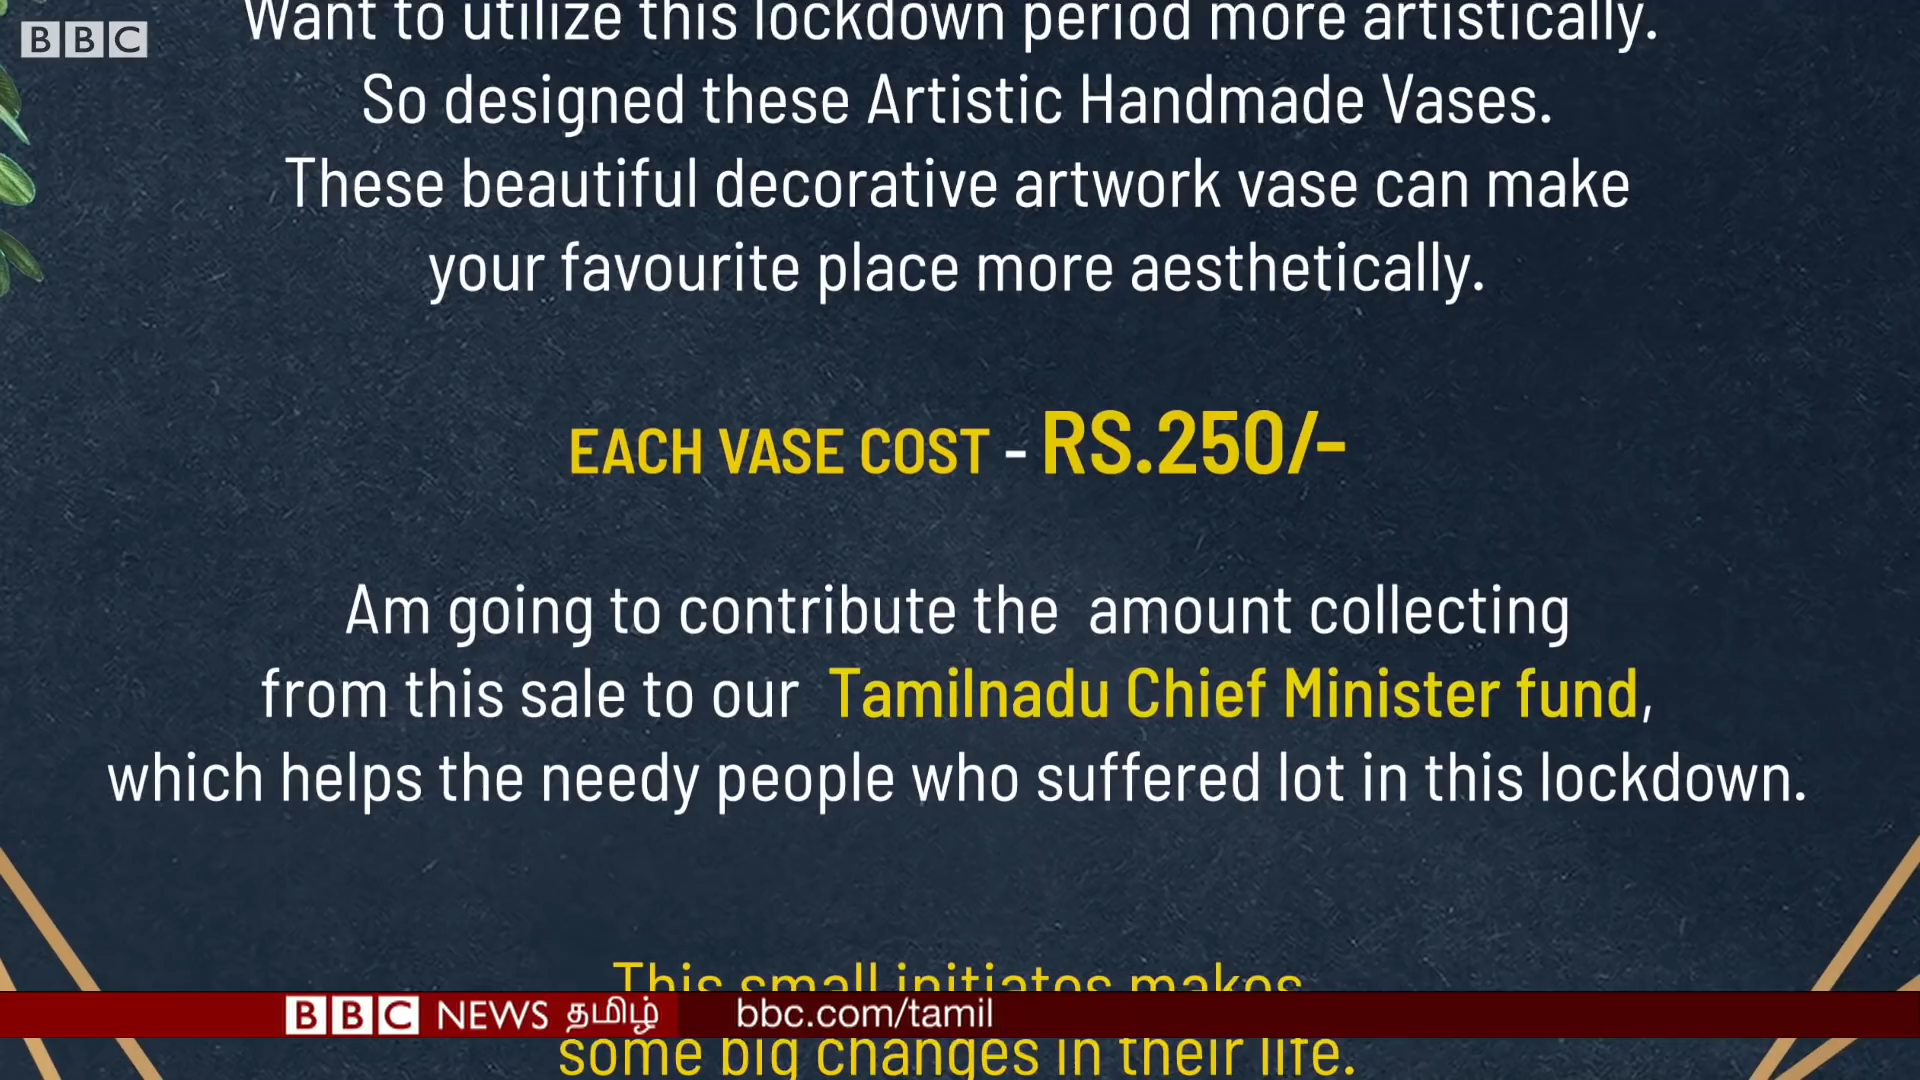 BBC
Want to utilize this lockdown period more artistically.
So designed these Artistic Handmade Vases.
These beautiful decorative artwork vase can make
your favourite place more aesthetically.
EACH VASE COST - RS.250/-
Am going to contribute the amount collecting
from this sale to our Tamilnadu Chief Minister fund,
which helps the needy people who suffered lot in this lockdown.
This small initiates makes
BBC NEWS தமிழ் bbc.com/tamil
some big changes in their life.